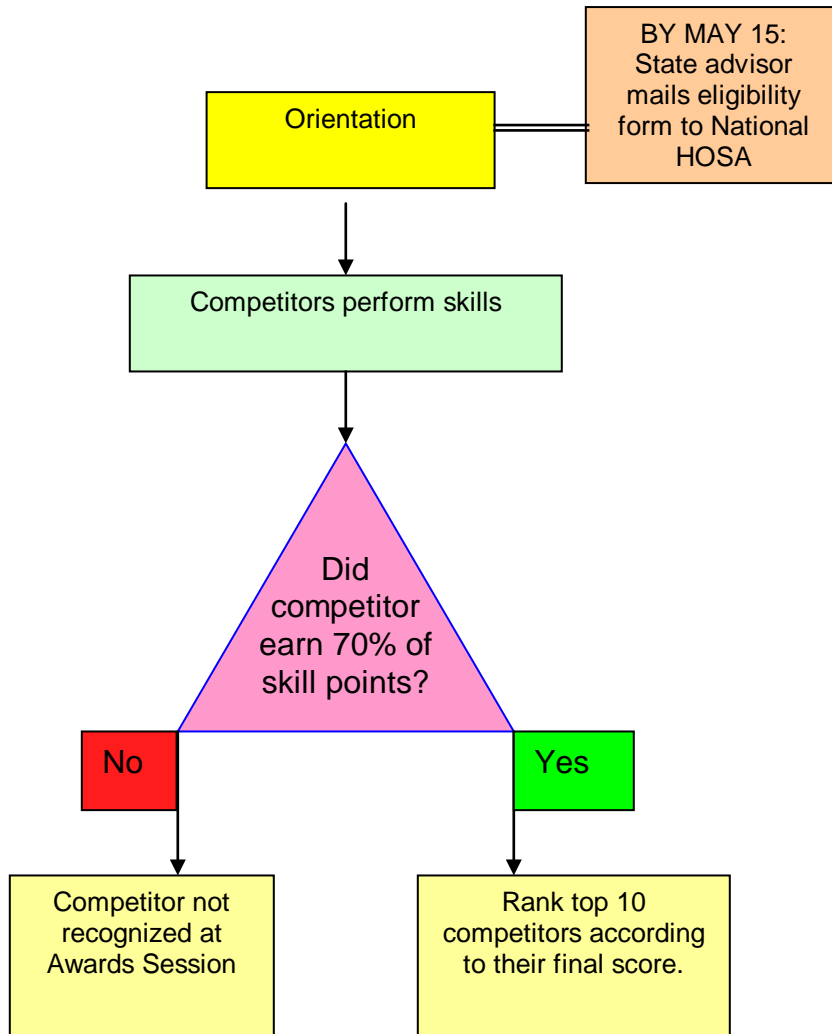 BY MAY 15:
State advisor
mails eligibility
form to National
HOSA
Orientation
Competitors perform skills
Did
competitor
earn 70% of
skill points?
No
Yes
Competitor not
recognized at
Awards Session
Rank top 10
competitors according
to their final score.